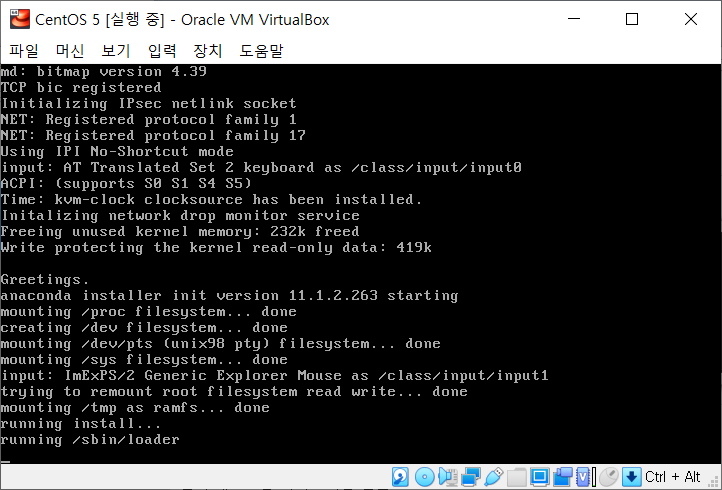 CentOS 5 [실행 중] - Oracle VM VirtualBox
파일 머신 보기 입력 장치 도움말
md: bitmap version 4.39
TCP bic registered
Initializing IPsec netlink socket
NET: Registered protocol family 1
NET: Registered protocol family 17
Using IPI No-Shortcut mode
input: AT Translated Set 2 keyboard as /class/input/input0
ACPI: (supports S0 S1 S4 S5)
Time: kvm-clock clocksource has been installed.
Initalizing network drop monitor service
Freeing unused kernel memory: 232k freed
Write protecting the kernel read-only data: 419k
Greetings.
anaconda installer init version 11.1.2.263 starting
mounting /proc filesystem... done
creating /dev filesystem... done
mounting /dev/pts (unix98 pty) filesystem... done
mounting /sys filesystem... done
input: ImExPS/2 Generic Explorer Mouse as /class/input/input1
trying to remount root filesystem read write... done
mounting /tmp as ramfs... done
running install...
running /sbin/loader
Ctrl + Alt